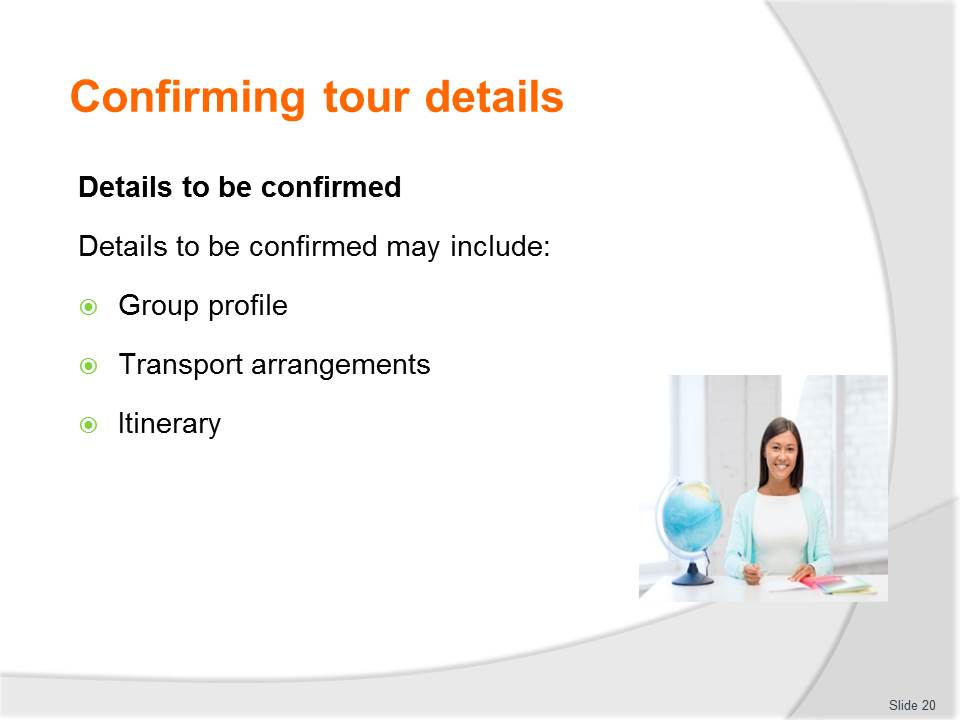 Confirming tour details
Details to be confirmed
Details to be confirmed may include:
Group profile
Transport arrangements
Itinerary
Slide 20